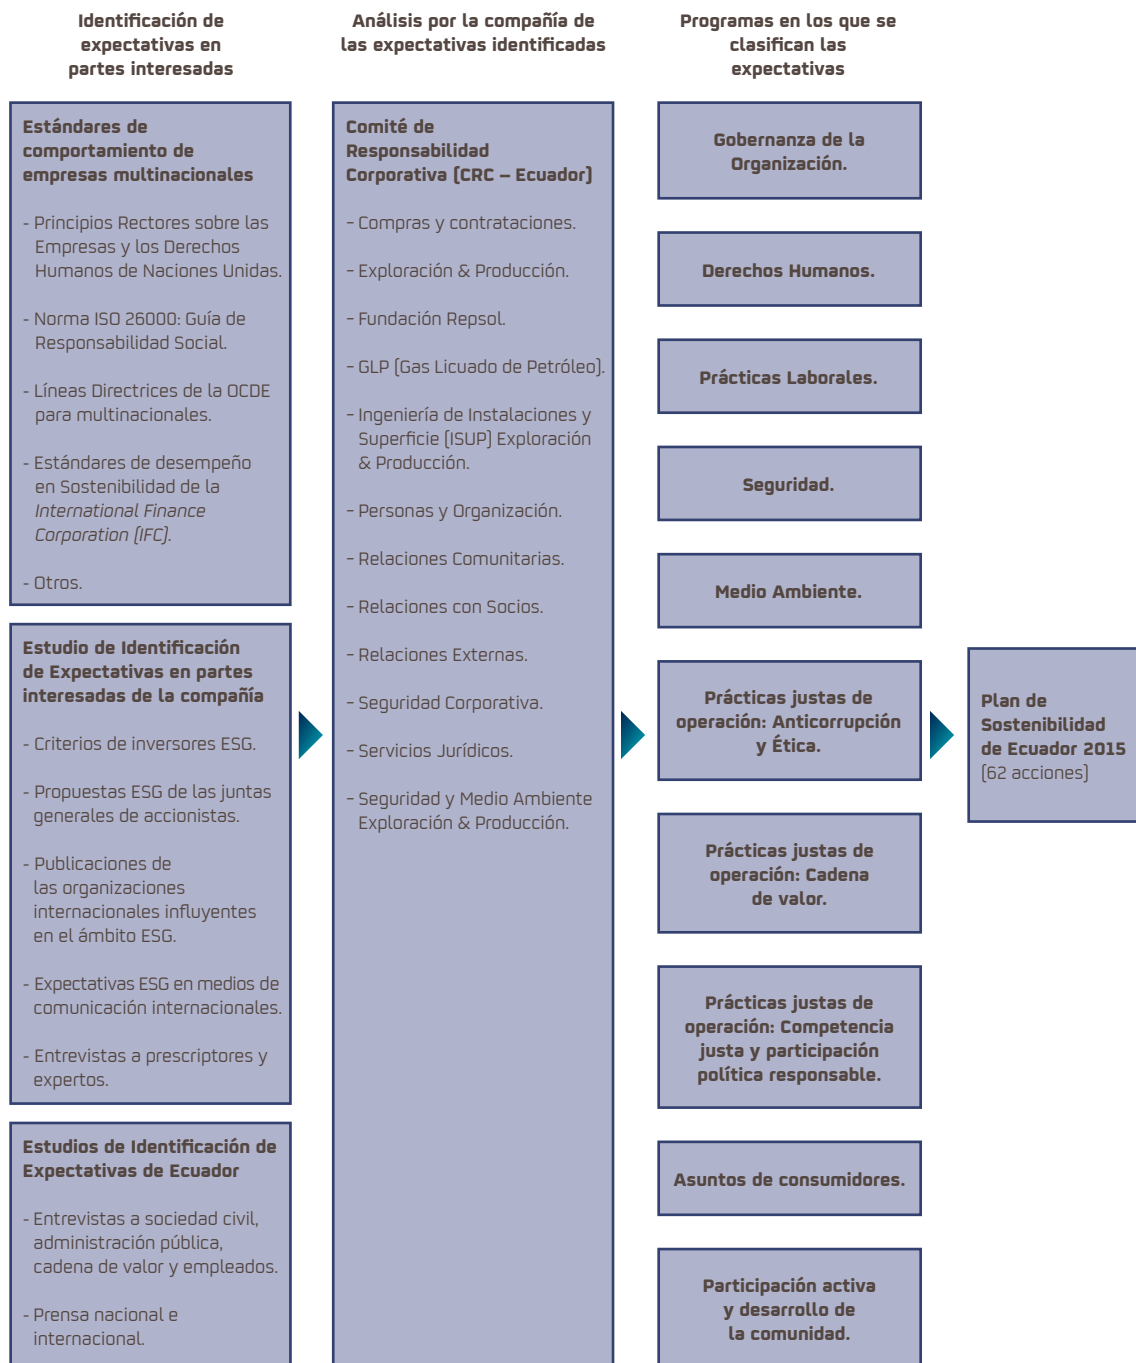 Identificación de
expectativas en
partes interesadas
Estándares de
comportamiento de
empresas multinacionales
- Principios Rectores sobre las
Empresas y los Derechos
Humanos de Naciones Unidas.
- Norma ISO 26000: Guía de
Responsabilidad Social.
- Líneas Directrices de la OCDE
para multinacionales.
- Estándares de desempeño
en Sostenibilidad de la
International Finance
Corporation (IFC).
- Otros.
Estudio de Identificación
de Expectativas en partes
interesadas de la compañía
- Criterios de inversores ESG.
- Propuestas ESG de las juntas
generales de accionistas.
- Publicaciones de
las organizaciones
internacionales influyentes
en el ámbito ESG.
- Expectativas ESG en medios de
comunicación internacionales.
- Entrevistas a prescriptores y
expertos.
Estudios de Identificación de
Expectativas de Ecuador
- Entrevistas a sociedad civil,
administración pública,
cadena de valor y empleados.
- Prensa nacional e
internacional.
Análisis por la compañía de
las expectativas identificadas
Comité de
Responsabilidad
Corporativa (CRC – Ecuador)
– Compras y contrataciones.
– Exploración & Producción.
– Fundación Repsol.
– GLP (Gas Licuado de Petróleo).
– Ingeniería de Instalaciones y
Superficie (ISUP) Exploración
& Producción.
– Personas y Organización.
– Relaciones Comunitarias.
– Relaciones con Socios.
– Relaciones Externas.
– Seguridad Corporativa.
– Servicios Jurídicos.
– Seguridad y Medio Ambiente
Exploración & Producción.
Programas en los que se
clasifican las
expectativas
Gobernanza de la
Organización.
Derechos Humanos.
Prácticas Laborales.
Seguridad.
Medio Ambiente.
Prácticas justas de
operación: Anticorrupción
y Ética.
Prácticas justas de
operación: Cadena
de valor.
Prácticas justas de
operación: Competencia
justa y participación
política responsable.
Asuntos de consumidores.
Participación activa
y desarrollo de
la comunidad.
Plan de
Sostenibilidad
de Ecuador 2015
(62 acciones)